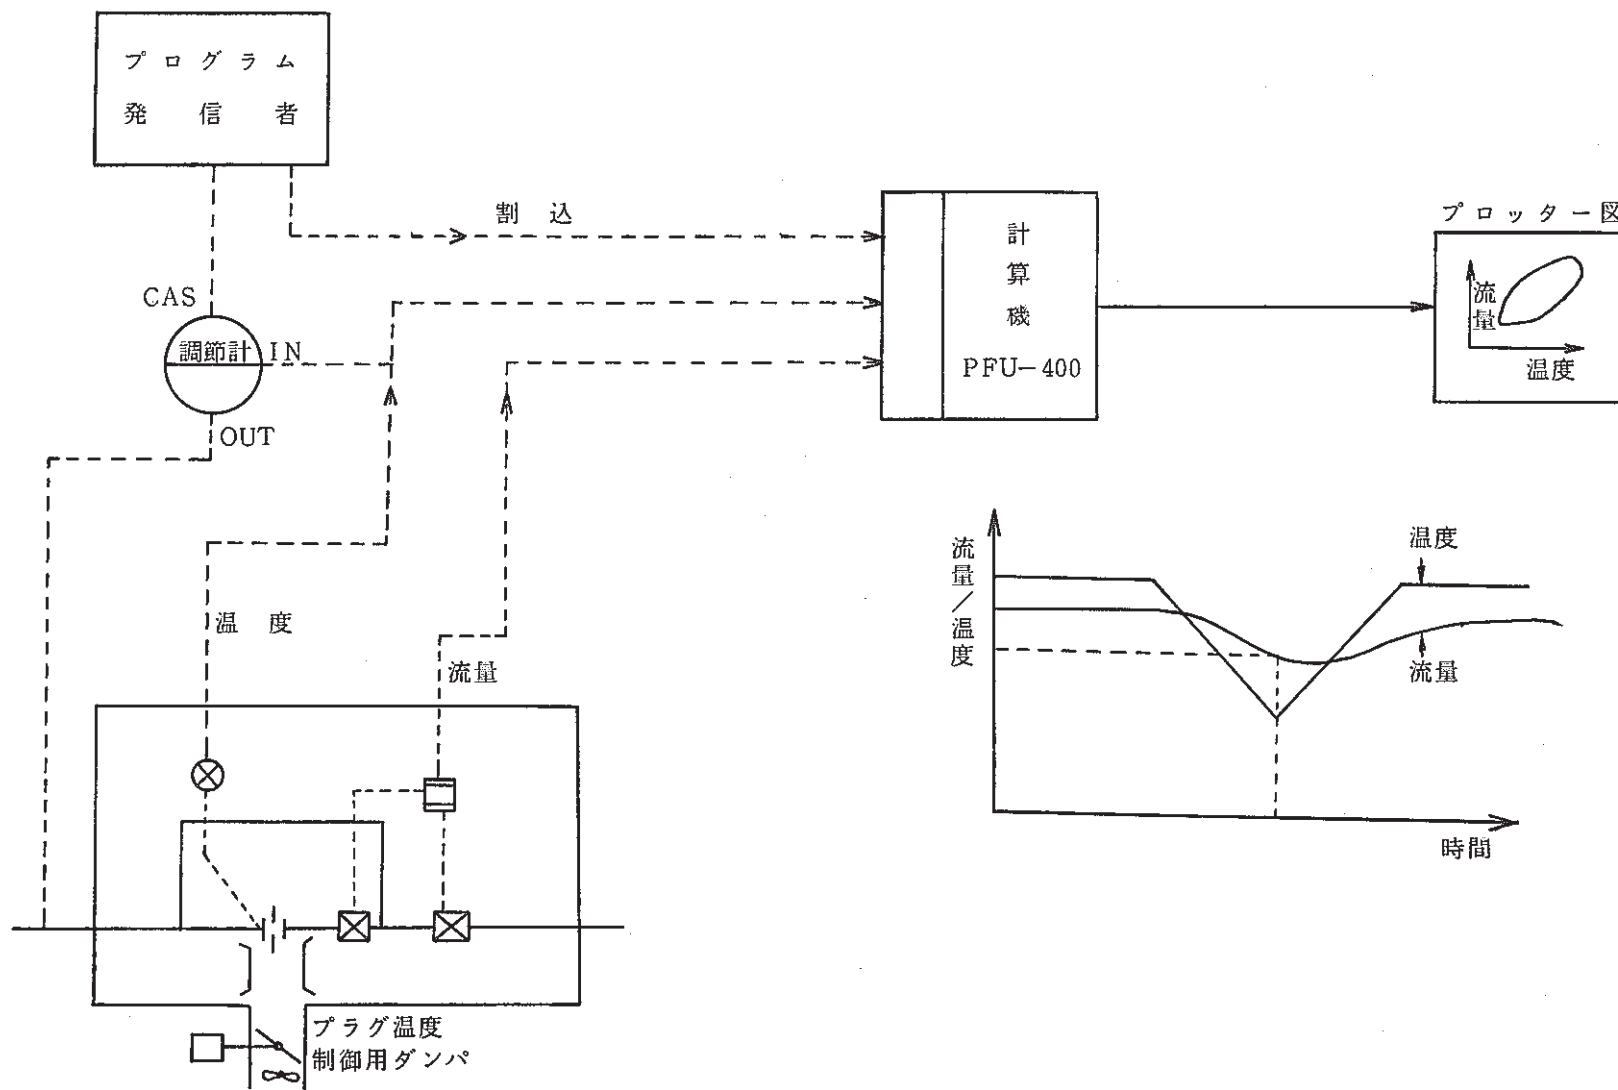 プログラム
発信者
割込
CAS
調節計
IN
OUT
計算機
PFU-400
プロッター図
流量
温度
温度
流量
流量/温度
温度
流量
時間
プラグ温度
制御用ダンパ